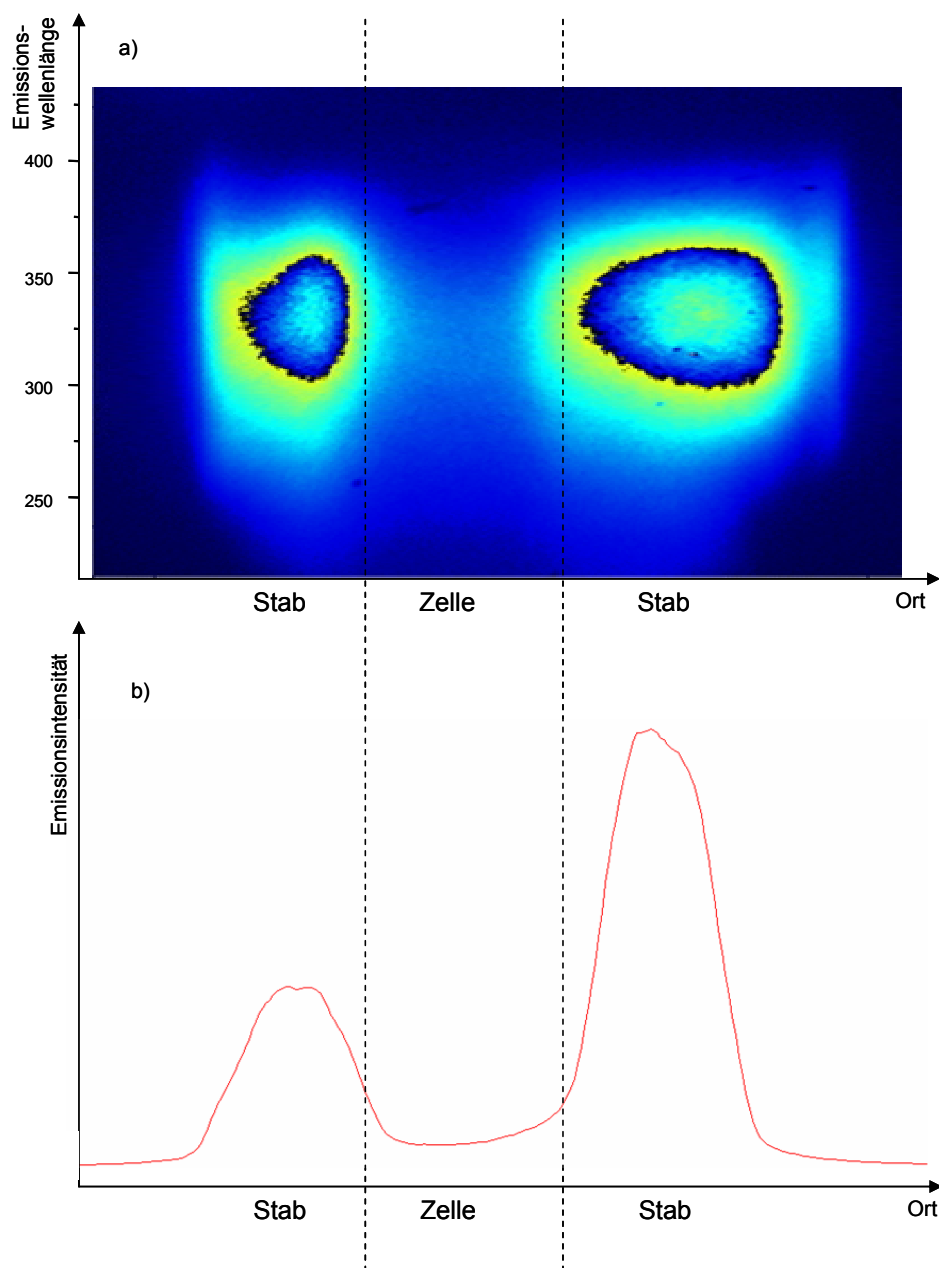 Emissions-
wellenlänge
a)
400
350
300
250
Stab Zelle Stab Ort
Emissionsintensität
b)
Stab Zelle Stab Ort